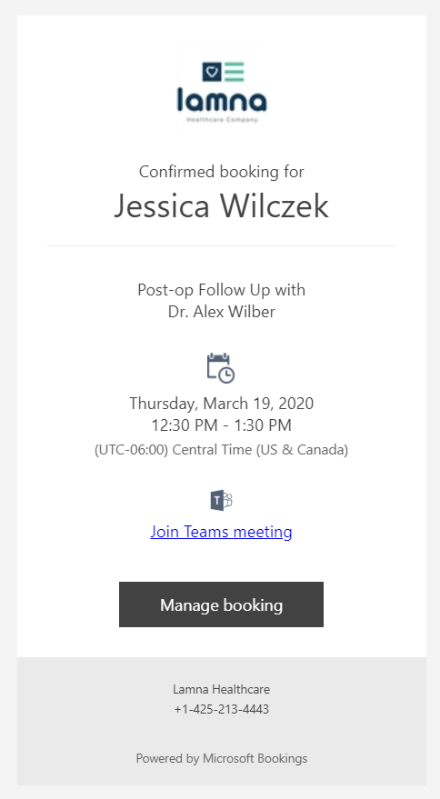 lamna
Healthcare Company
Confirmed booking for
Jessica Wilczek
Post-op Follow Up with
Dr. Alex Wilber
Thursday, March 19, 2020
12:30 PM - 1:30 PM
(UTC-06:00) Central Time (US & Canada)
T
Join Teams meeting
Manage booking
Lamna Healthcare
+1-425-213-4443
Powered by Microsoft Bookings